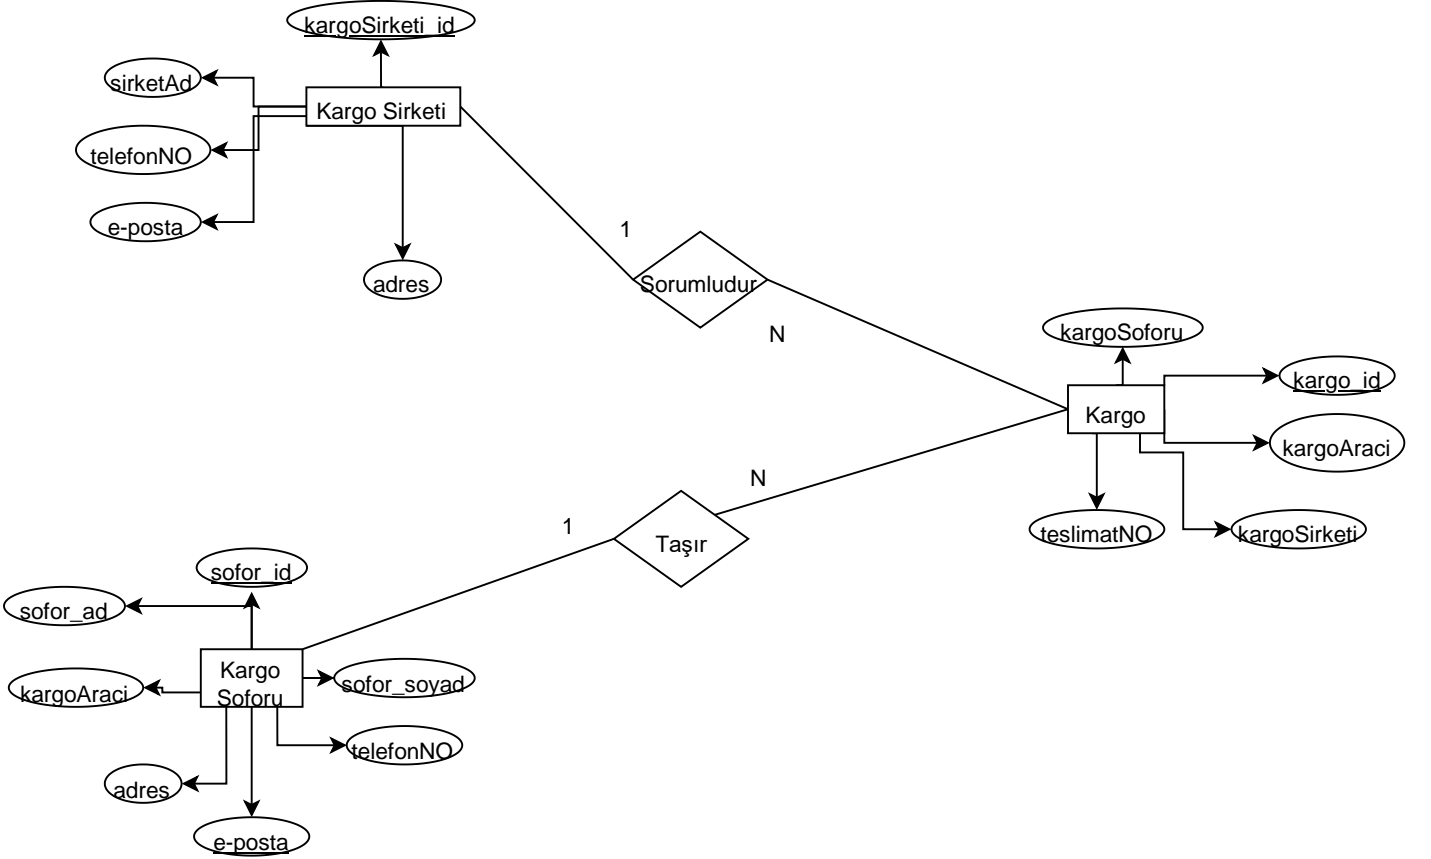 kargoSirketi_id
sirketAd
Kargo Sirketi
telefonNO
e-posta
adres
1
Sorumludur
N
kargoSoforu
kargo_id
Kargo
kargoAraci
teslimatNO
kargoSirketi
N
1
Taşır
sofor_id
sofor_ad
Kargo
Soforu
sofor_soyad
kargoAraci
telefonNO
adres
e-posta